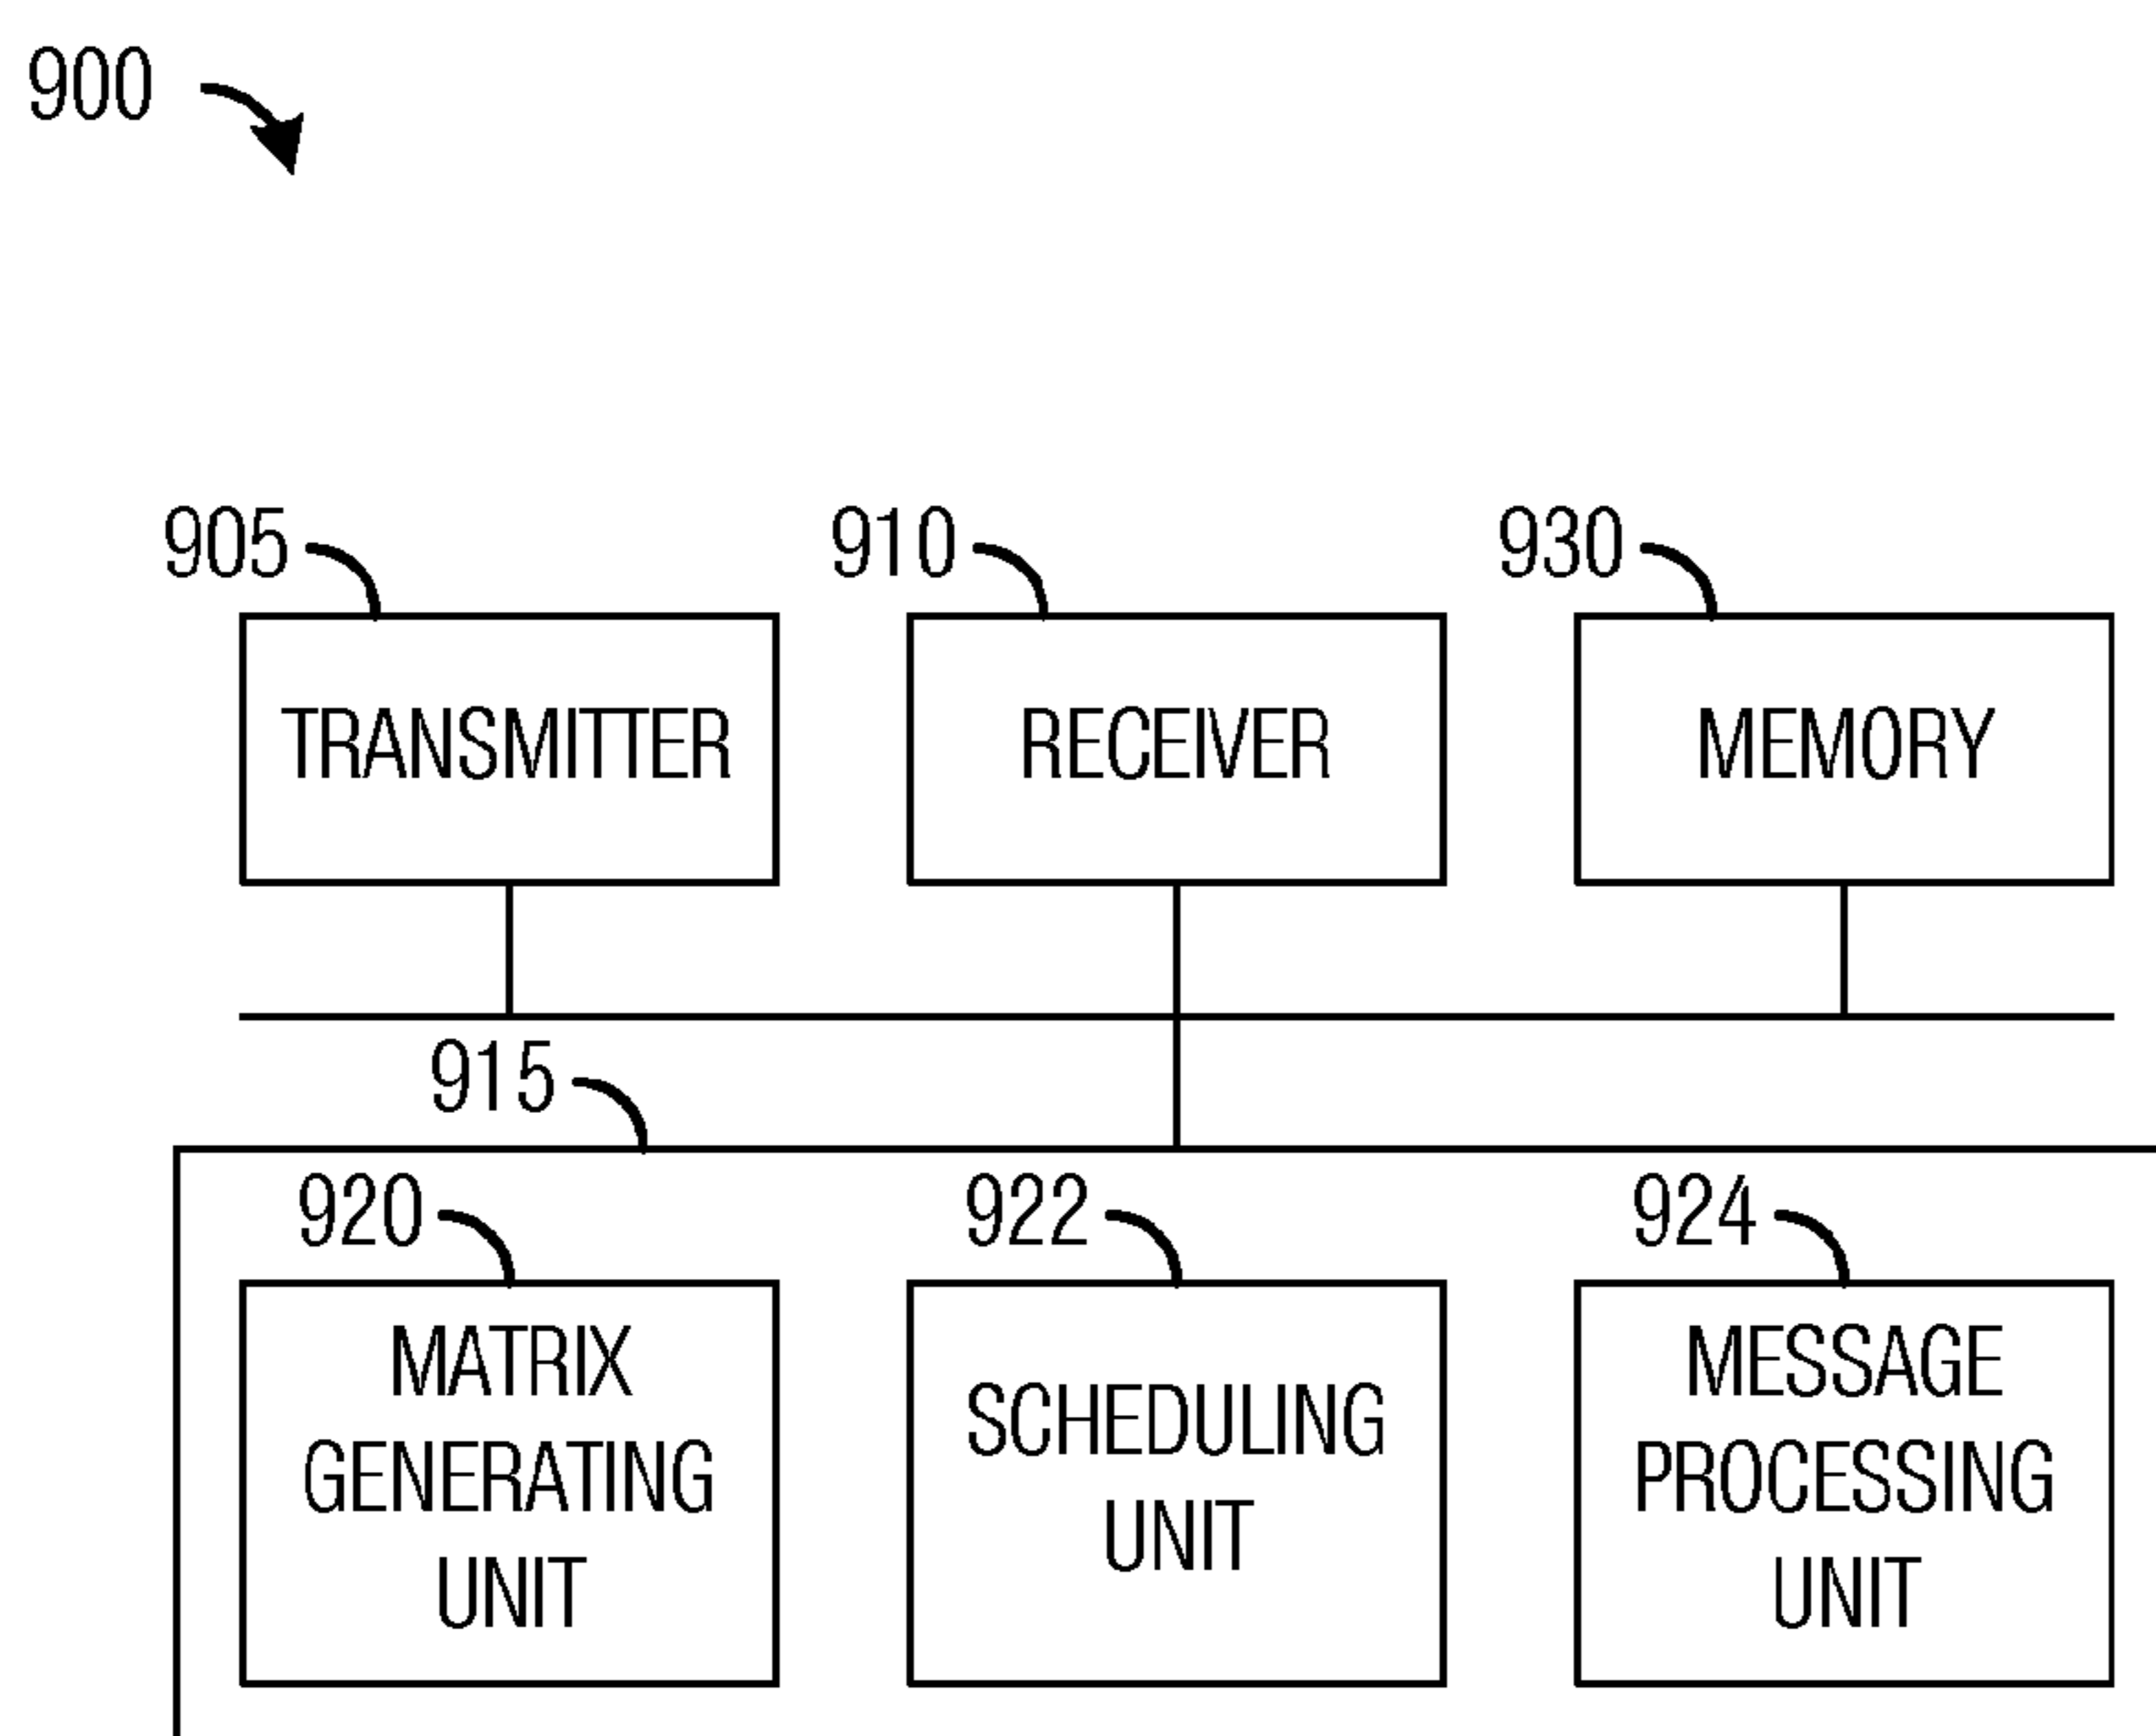 900
905
910
930
TRANSMITTER
RECEIVER
MEMORY
915
920
922
924
MATRIX
GENERATING
UNIT
SCHEDULING
UNIT
MESSAGE
PROCESSING
UNIT